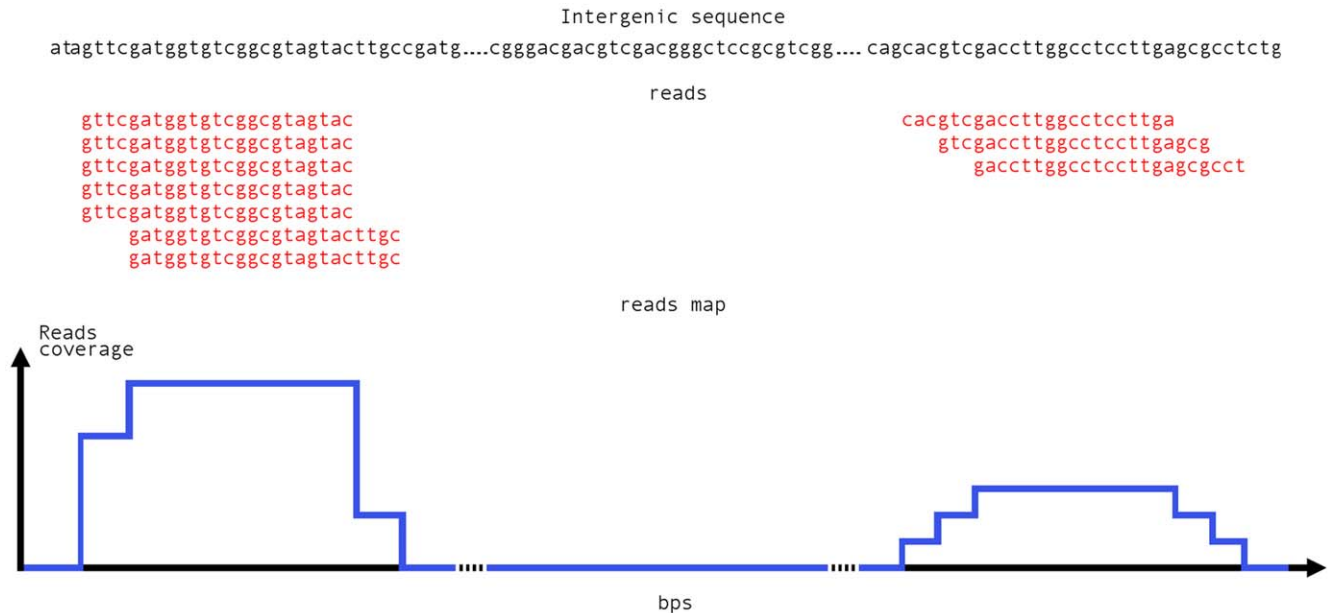 Intergenic sequence
atagttcgatggtgtcggcgtagtacttgccgatg....cgggacgacgtcgacgggctccgcgtcgg.... cagcacgtcgaccttggcctccttgagcgcctctg
reads
gttcgatggtgtcggcgtagtac cacgtcgaccttggcctccttga
gttcgatggtgtcggcgtagtac gtcgaccttggcctccttgagcg
gttcgatggtgtcggcgtagtac gaccttggcctccttgagcgcct
gttcgatggtgtcggcgtagtac
gttcgatggtgtcggcgtagtac
gatggtgtcggcgtagtacttgc
gatggtgtcggcgtagtacttgc
reads map
Reads
coverage
bps